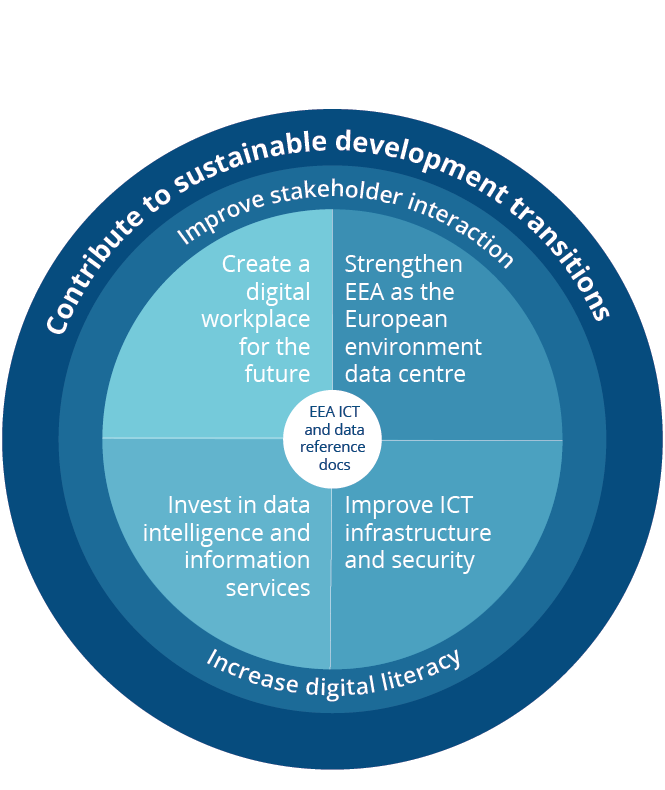 Contribute to sustainable development transitions
Improve stakeholder interaction
Create a
digital
workplace
for the
future
Strengthen
EEA as the
European
environment
data centre
EEA ICT
and data
reference
docs
Invest in data
intelligence and
information
services
Improve ICT
infrastructure
and security
Increase digital literacy